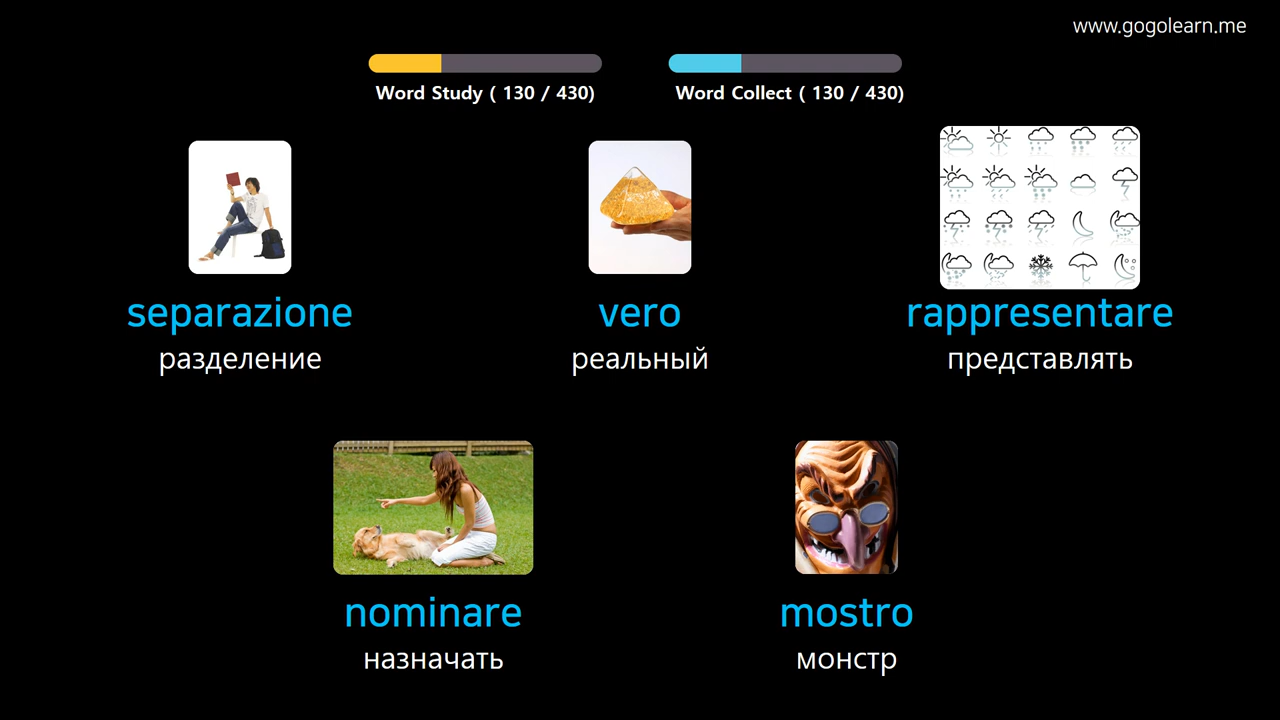 www.gogolearn.me
Word Study ( 130 / 430)
Word Collect ( 130 / 430)
separazione
разделение
vero
реальный
rappresentare
представлять
nominare
назначать
mostro
монстр